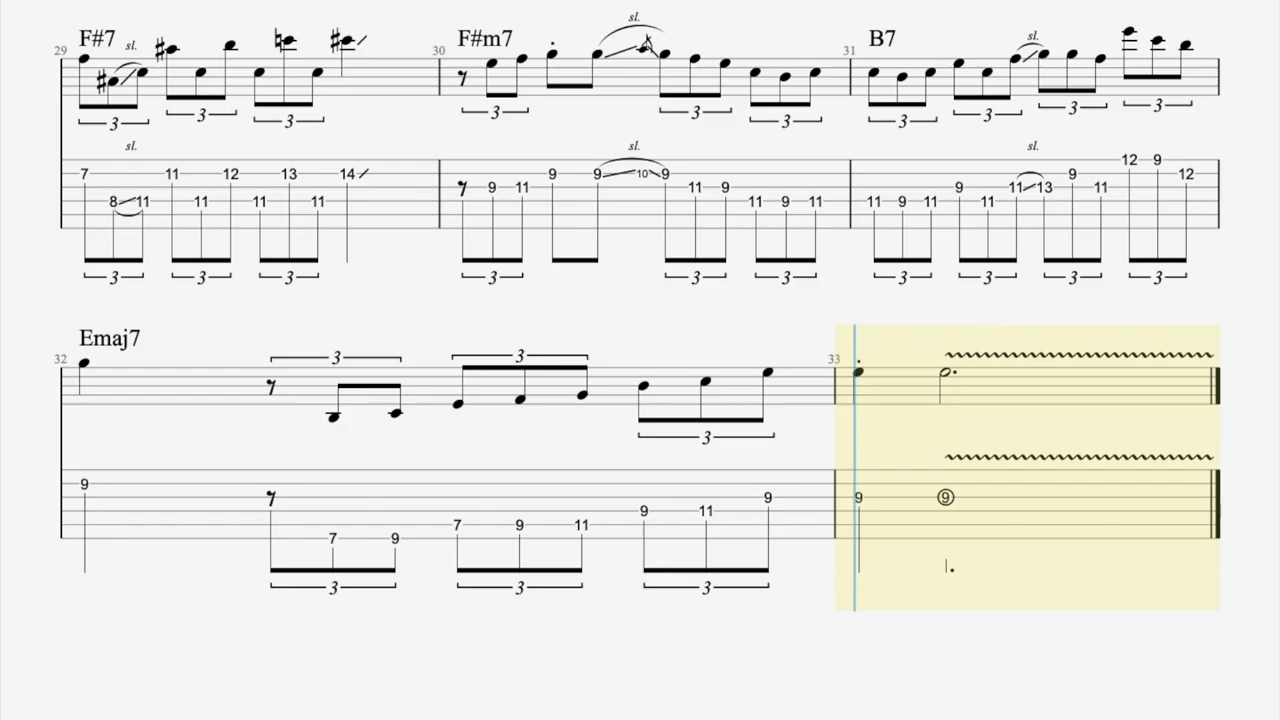 F#7 F#m7 B7
29 sl. 30 sl. 31 sl.
3 3 3 3 3 3 3 3 3 3
sl. sl. sl.
7 8 11 11 11 12 11 13 11 14 9 11 9 9 10 9 11 9 11 9 11 11 9 11 9 11 11 13 9 11 12 9 12
3 3 3 3 3 3 3 3 3 3
Emaj7
32 3 3 33
3
9 7 9 7 9 11 9 11 9 9 9
3 3 3